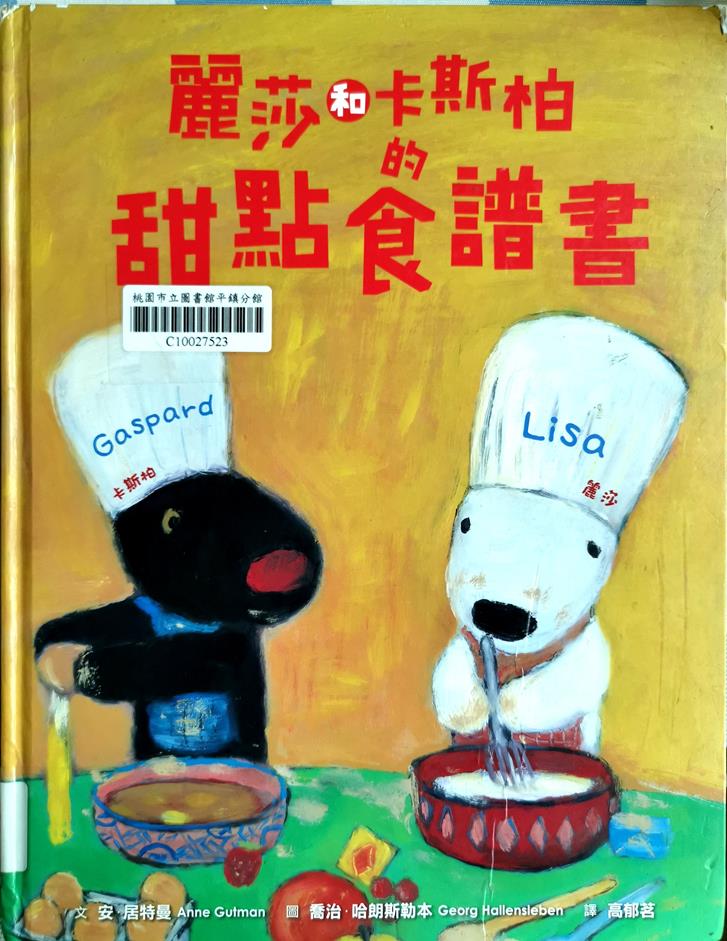 麗莎和卡斯柏
的
甜點食譜書
桃園市立圖書館平鎮分館
C10027523
Gaspard
卡斯柏
Lisa
麗莎
文 安·居特曼 Anne Gutman 圖 喬治·哈朗斯勒本 Georg Hallensleben 譯 高郁茗